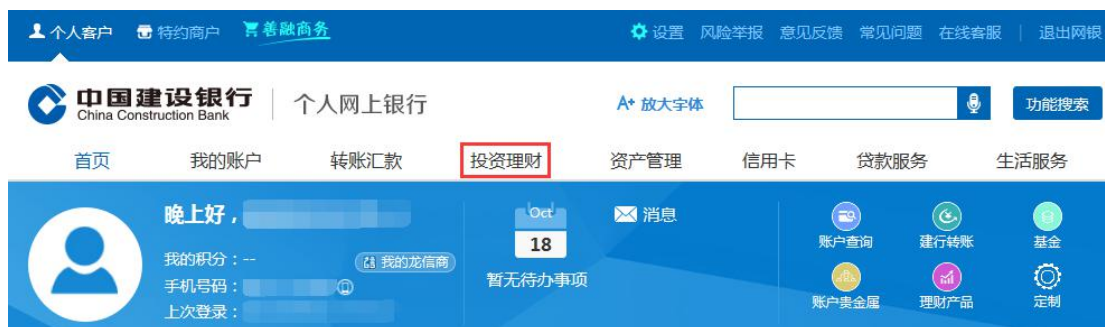 个人客户 特约商户 善融商务 设置 风险举报 意见反馈 常见问题 在线客服 | 退出网银
中国建设银行 个人网上银行 A+ 放大字体 功能搜索
China Construction Bank
首页 我的账户 转账汇款 投资理财 资产管理 信用卡 贷款服务 生活服务
晚上好， Oct 消息
18
账户查询 建行转账 基金
我的积分：-- 我的龙信商
暂无待办事项
手机号码：
上次登录：
账户贵金属 理财产品 定制